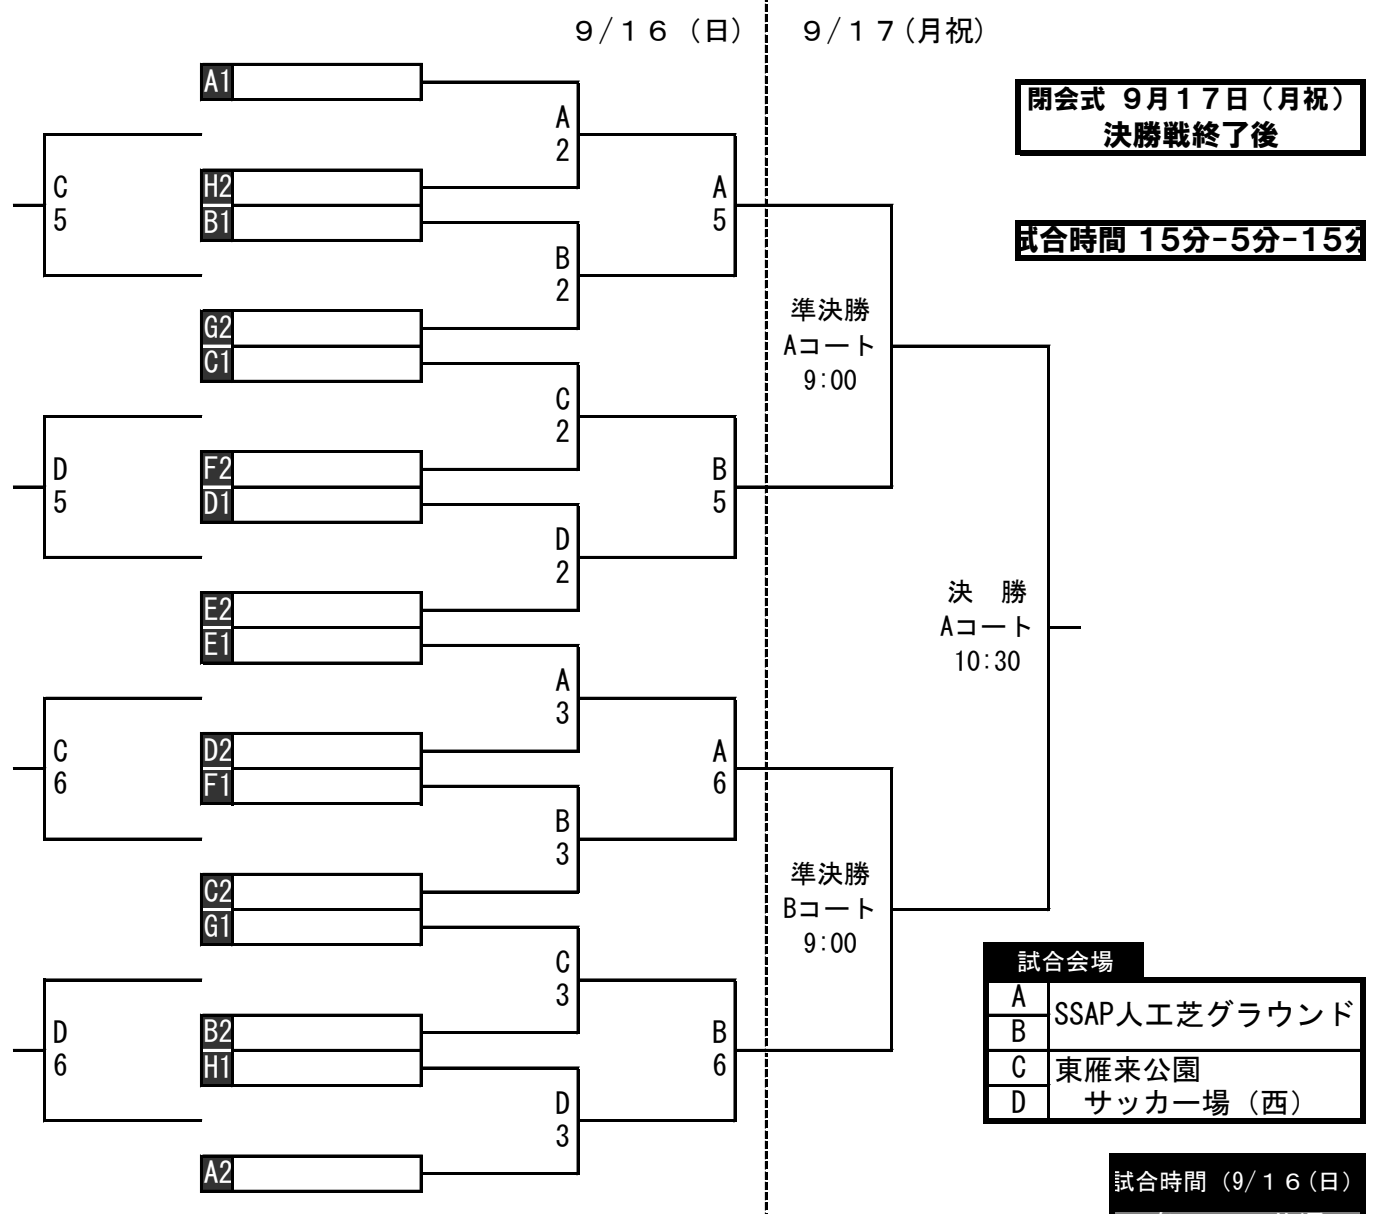 ９/１６（日）
９/１７(月祝)
閉会式 ９月１７日（月祝）
決勝戦終了後
試合時間 15分-5分-15分
A1
H2
B1
G2
C1
F2
D1
E2
E1
D2
F1
C2
G1
B2
H1
A2
C
5
D
5
C
6
D
6
A
2
B
2
C
2
D
2
A
3
B
3
C
3
D
3
A
5
B
5
A
6
B
6
準決勝
Aコート
9:00
準決勝
Bコート
9:00
決　勝
Aコート
10:30
試合会場
A
B
SSAP人工芝グラウンド
C
D
東雁来公園
サッカー場（西）
試合時間（9/１６(日）